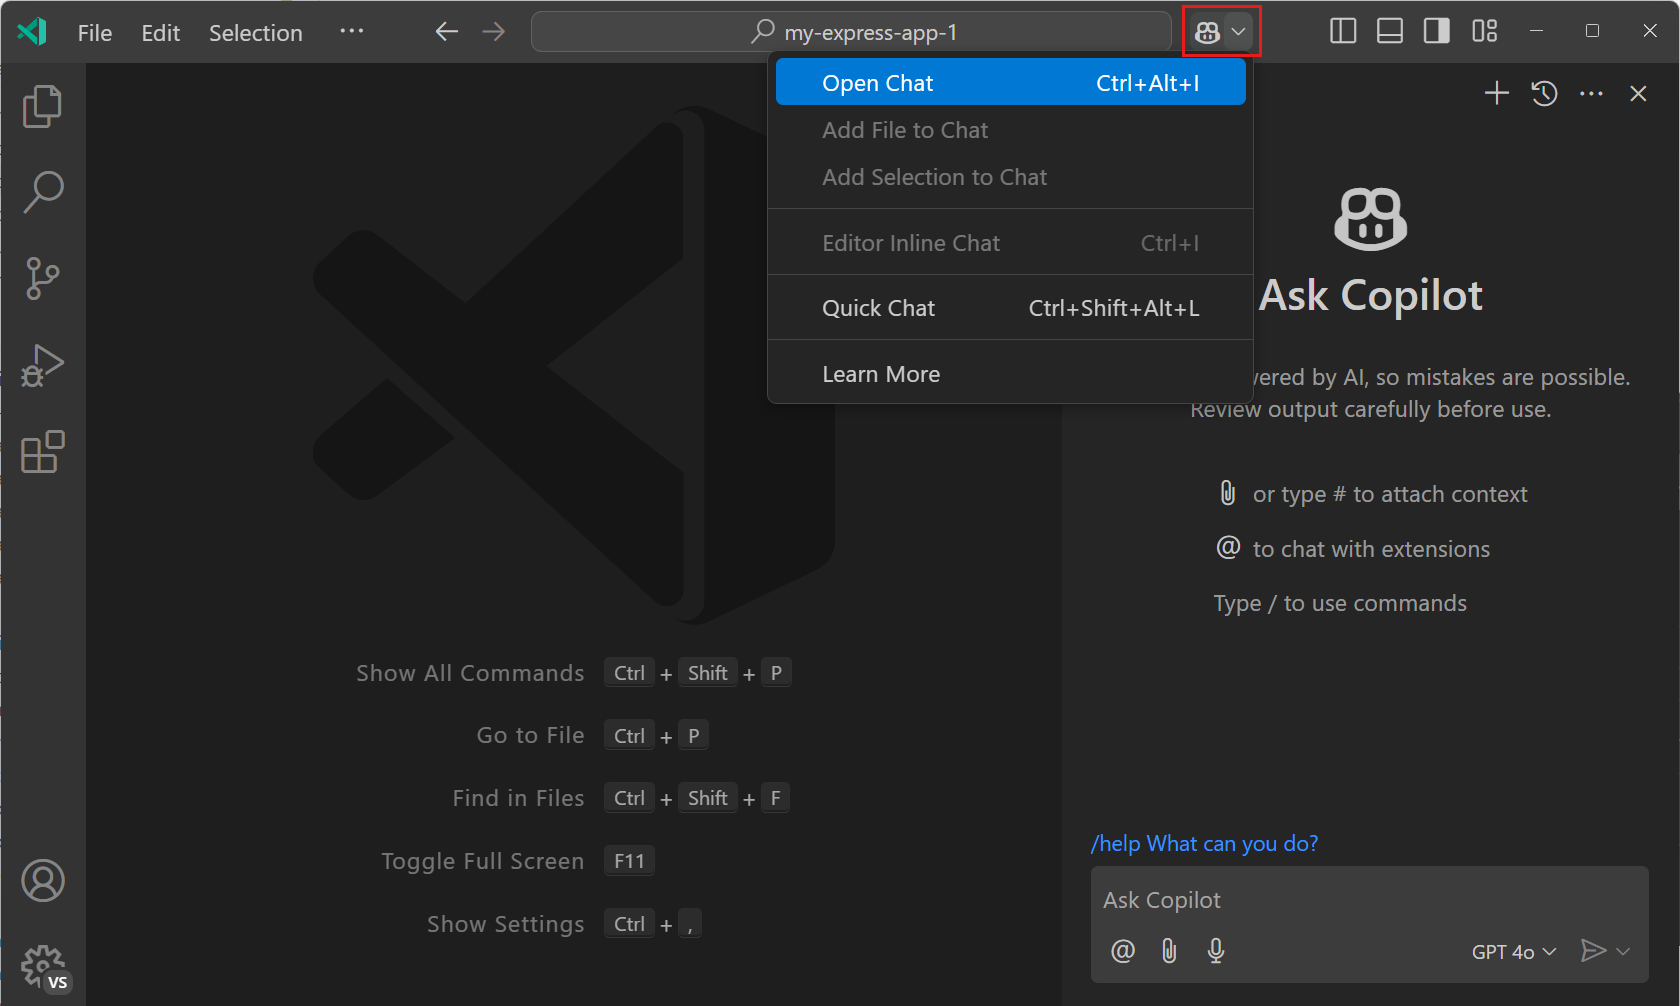 File Edit Selection ···
my-express-app-1
Open Chat Ctrl+Alt+I
Add File to Chat
Add Selection to Chat
Editor Inline Chat Ctrl+I
Quick Chat Ctrl+Shift+Alt+L
Learn More
Ask Copilot
ered by AI, so mistakes are possible.
Review output carefully before use.
or type # to attach context
@ to chat with extensions
Type / to use commands
Show All Commands Ctrl + Shift + P
Go to File Ctrl + P
Find in Files Ctrl + Shift + F
Toggle Full Screen F11
Show Settings Ctrl + ,
/help What can you do?
Ask Copilot
@ GPT 4o
VS